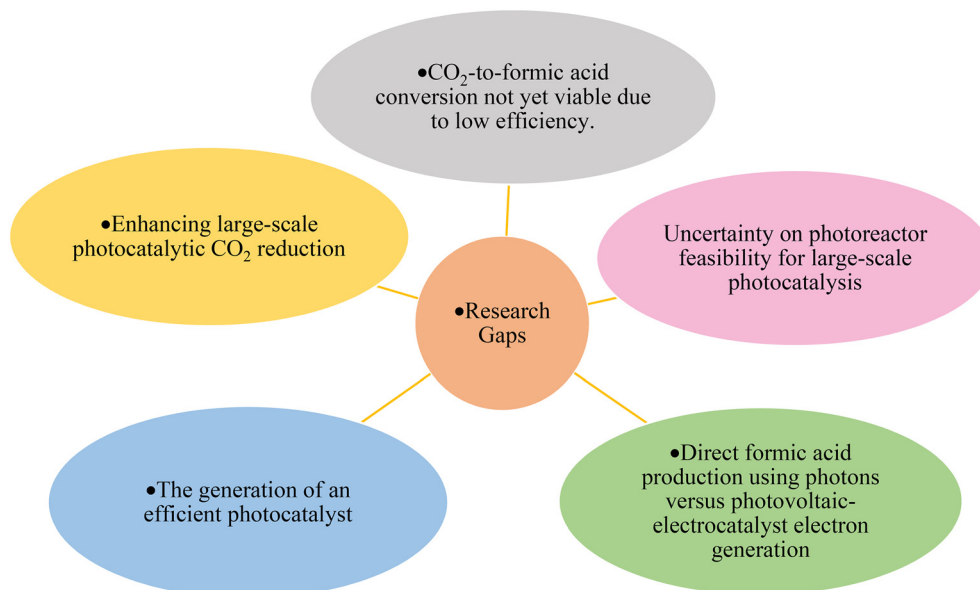 •CO₂-to-formic acid
conversion not yet viable due
to low efficiency.
•Enhancing large-scale
photocatalytic CO₂ reduction
Uncertainty on photoreactor
feasibility for large-scale
photocatalysis
•Research
Gaps
•The generation of an
efficient photocatalyst
•Direct formic acid
production using photons
versus photovoltaic-
electrocatalyst electron
generation